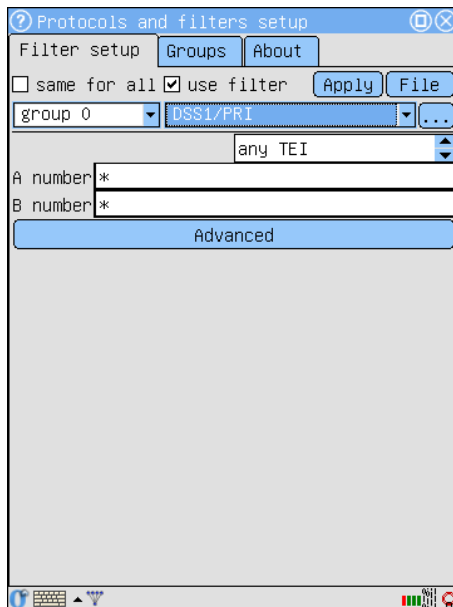 Protocols and filters setup
Filter setup Groups About
same for all use filter Apply File
group 0 DSS1/PRI ...
any TEI
A number *
B number *
Advanced